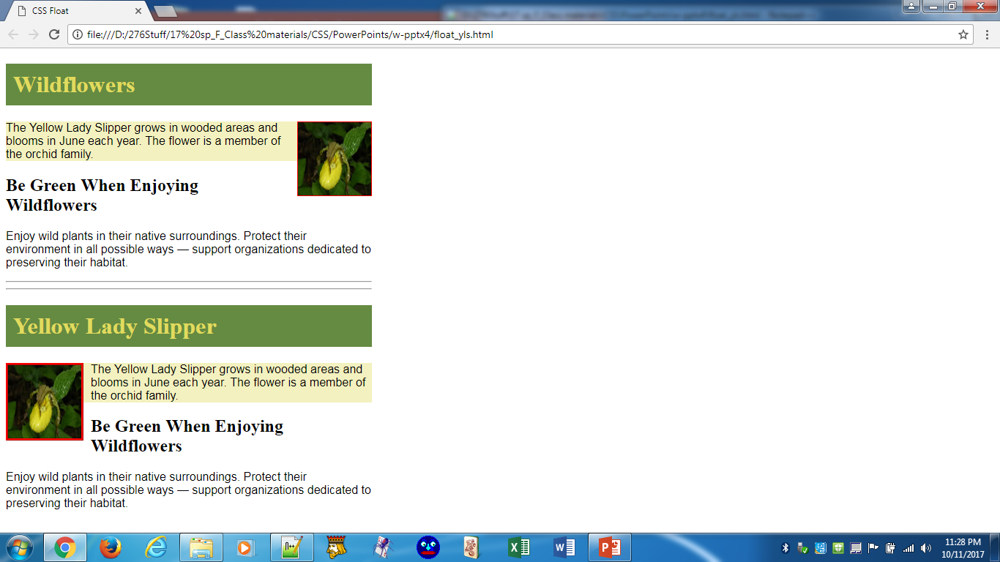 CSS Float
file:///D:/276Stuff/17%20sp_F_Class%20materials/CSS/PowerPoints/w-pptx4/float_yls.html
Wildflowers
The Yellow Lady Slipper grows in wooded areas and
blooms in June each year. The flower is a member of
the orchid family.
Be Green When Enjoying
Wildflowers
Enjoy wild plants in their native surroundings. Protect their
environment in all possible ways — support organizations dedicated to
preserving their habitat.
Yellow Lady Slipper
The Yellow Lady Slipper grows in wooded areas and
blooms in June each year. The flower is a member of
the orchid family.
Be Green When Enjoying
Wildflowers
Enjoy wild plants in their native surroundings. Protect their
environment in all possible ways — support organizations dedicated to
preserving their habitat.
11:28 PM
10/11/2017